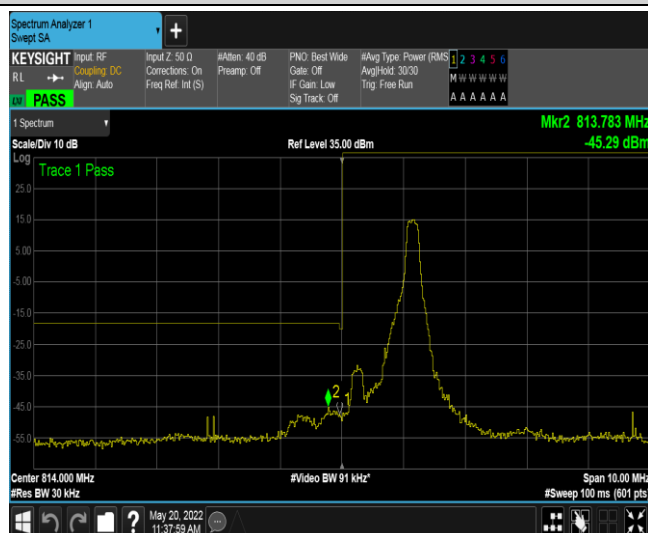 Spectrum Analyzer 1
Swept SA
+
KEYSIGHT
RL
PASS
Input: RF
Coupling: DC
Align: Auto
Input Z: 50 Ω
Corrections: On
Freq Ref: Int (S)
#Atten: 40 dB
Preamp: Off
PNO: Best Wide
Gate: Off
IF Gain: Low
Sig Track: Off
#Avg Type: Power (RMS
Avg|Hold: 30/30
Trig: Free Run
1 2 3 4 5 6
M W W W W W
A A A A A A
1 Spectrum
Mkr2 813.783 MHz
-45.29 dBm
Scale/Div 10 dB
Ref Level 35.00 dBm
Log
Trace 1 Pass
25.0
15.0
5.00
-5.00
-15.0
-25.0
-35.0
-45.0
-55.0
2
1
Center 814.000 MHz
#Video BW 91 kHz*
Span 10.00 MHz
#Res BW 30 kHz
#Sweep 100 ms (601 pts)
?
May 20, 2022
11:37:59 AM